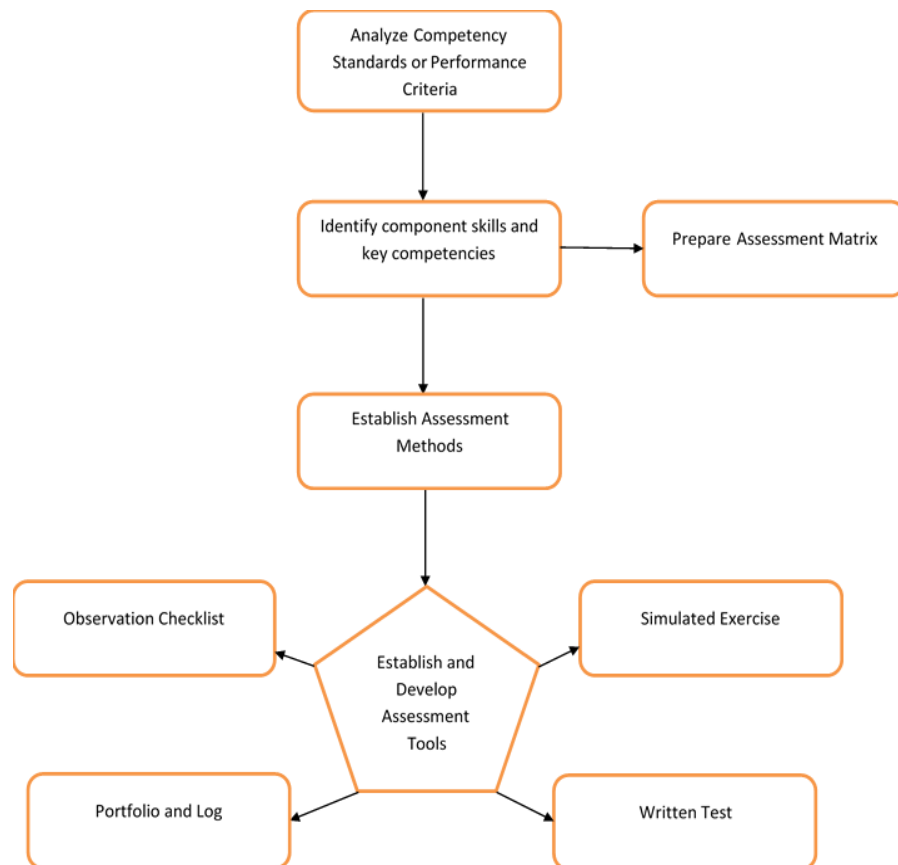 Analyze Competency
Standards or Performance
Criteria
Identify component skills and
key competencies
Prepare Assessment Matrix
Establish Assessment
Methods
Observation Checklist
Simulated Exercise
Establish and
Develop
Assessment
Tools
Portfolio and Log
Written Test